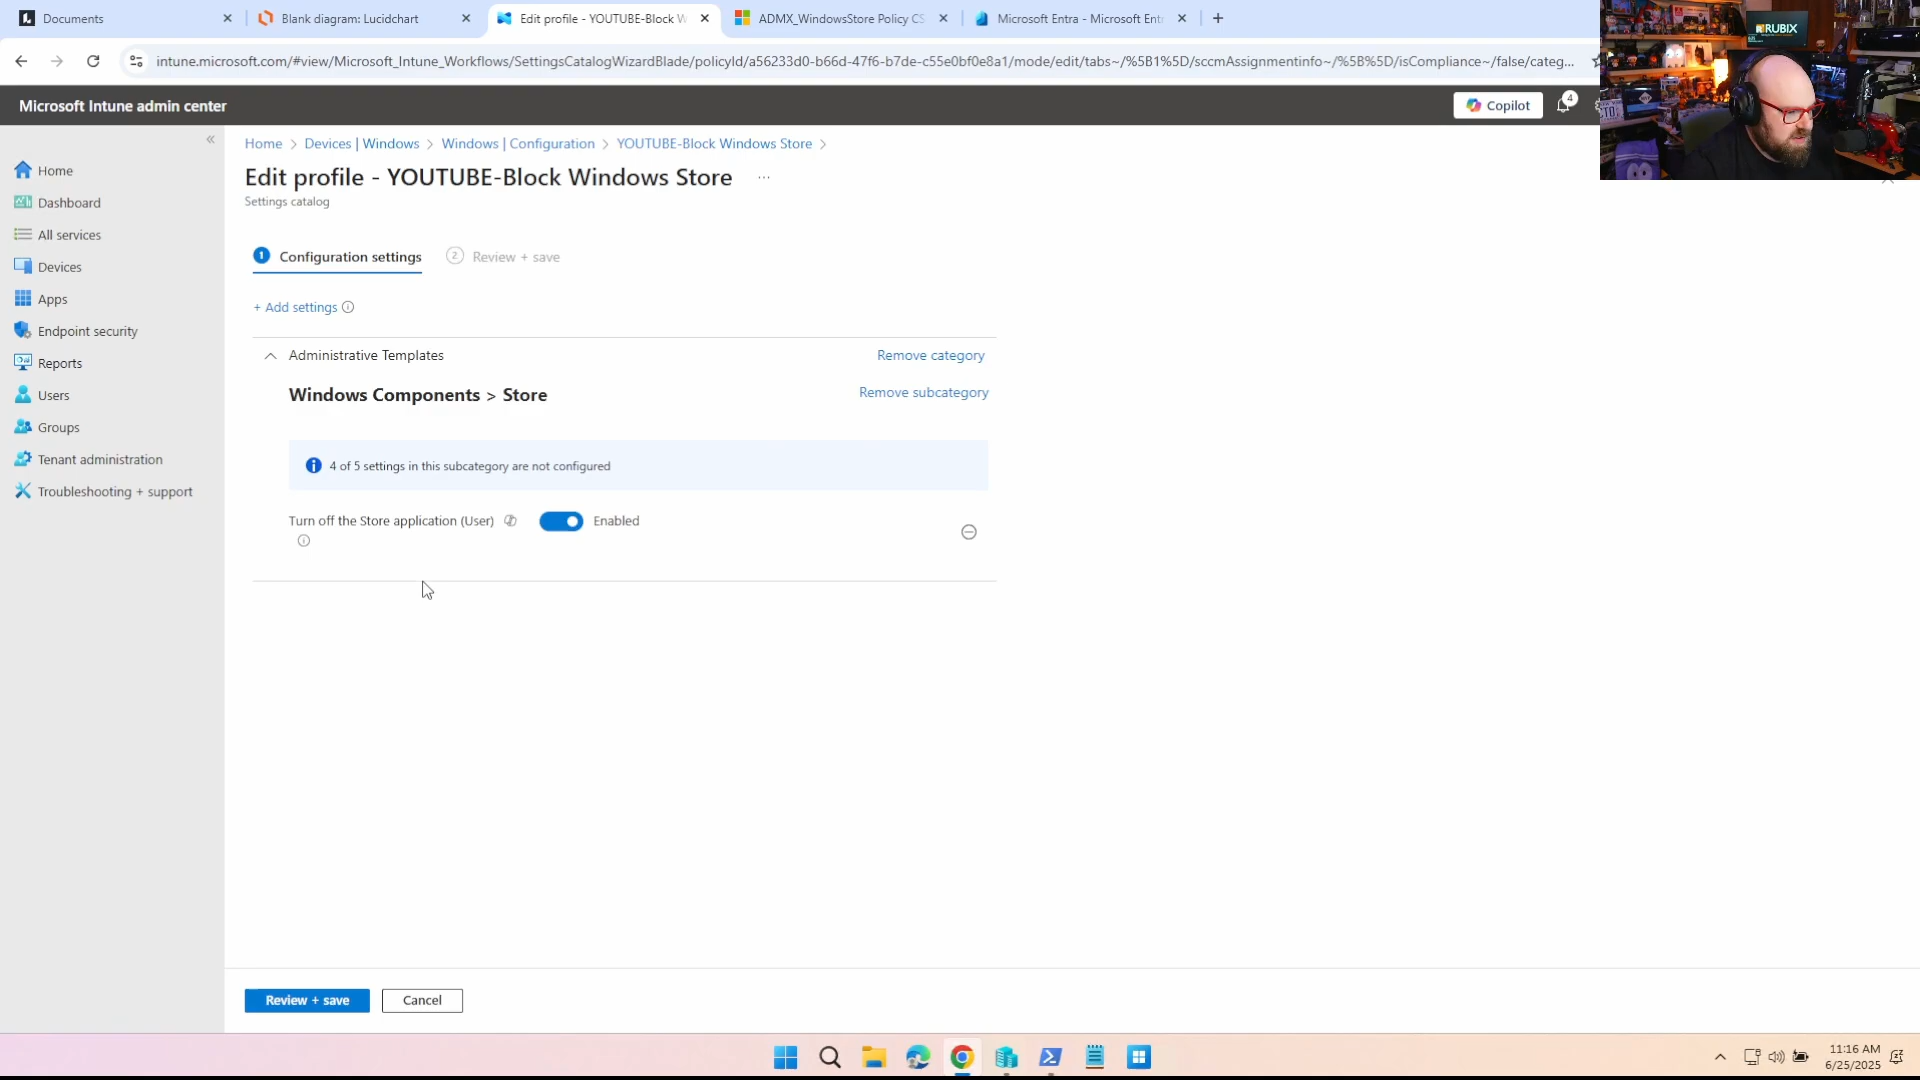 Documents
Blank diagram: Lucidchart
Edit profile - YOUTUBE-Block W
ADMX_WindowsStore Policy CS
Microsoft Entra - Microsoft Ent
intune.microsoft.com/#view/Microsoft_Intune_Workflows/SettingsCatalogWizardBlade/policyId/a56233d0-b66d-47f6-b7de-c55e0bf0e8a1/mode/edit/tabs~/%5B1%5D/sccmAssignmentinfo~/%5B%5D/isCompliance~/false/categ...
RUBIX
Microsoft Intune admin center
Copilot
4
Home > Devices | Windows > Windows | Configuration > YOUTUBE-Block Windows Store >
Edit profile - YOUTUBE-Block Windows Store ...
Settings catalog
Home
Dashboard
All services
Devices
Apps
Endpoint security
Reports
Users
Groups
Tenant administration
Troubleshooting + support
1 Configuration settings
2 Review + save
+ Add settings
Administrative Templates
Remove category
Windows Components > Store
Remove subcategory
4 of 5 settings in this subcategory are not configured
Turn off the Store application (User)
Enabled
Review + save
Cancel
11:16 AM
6/25/2025